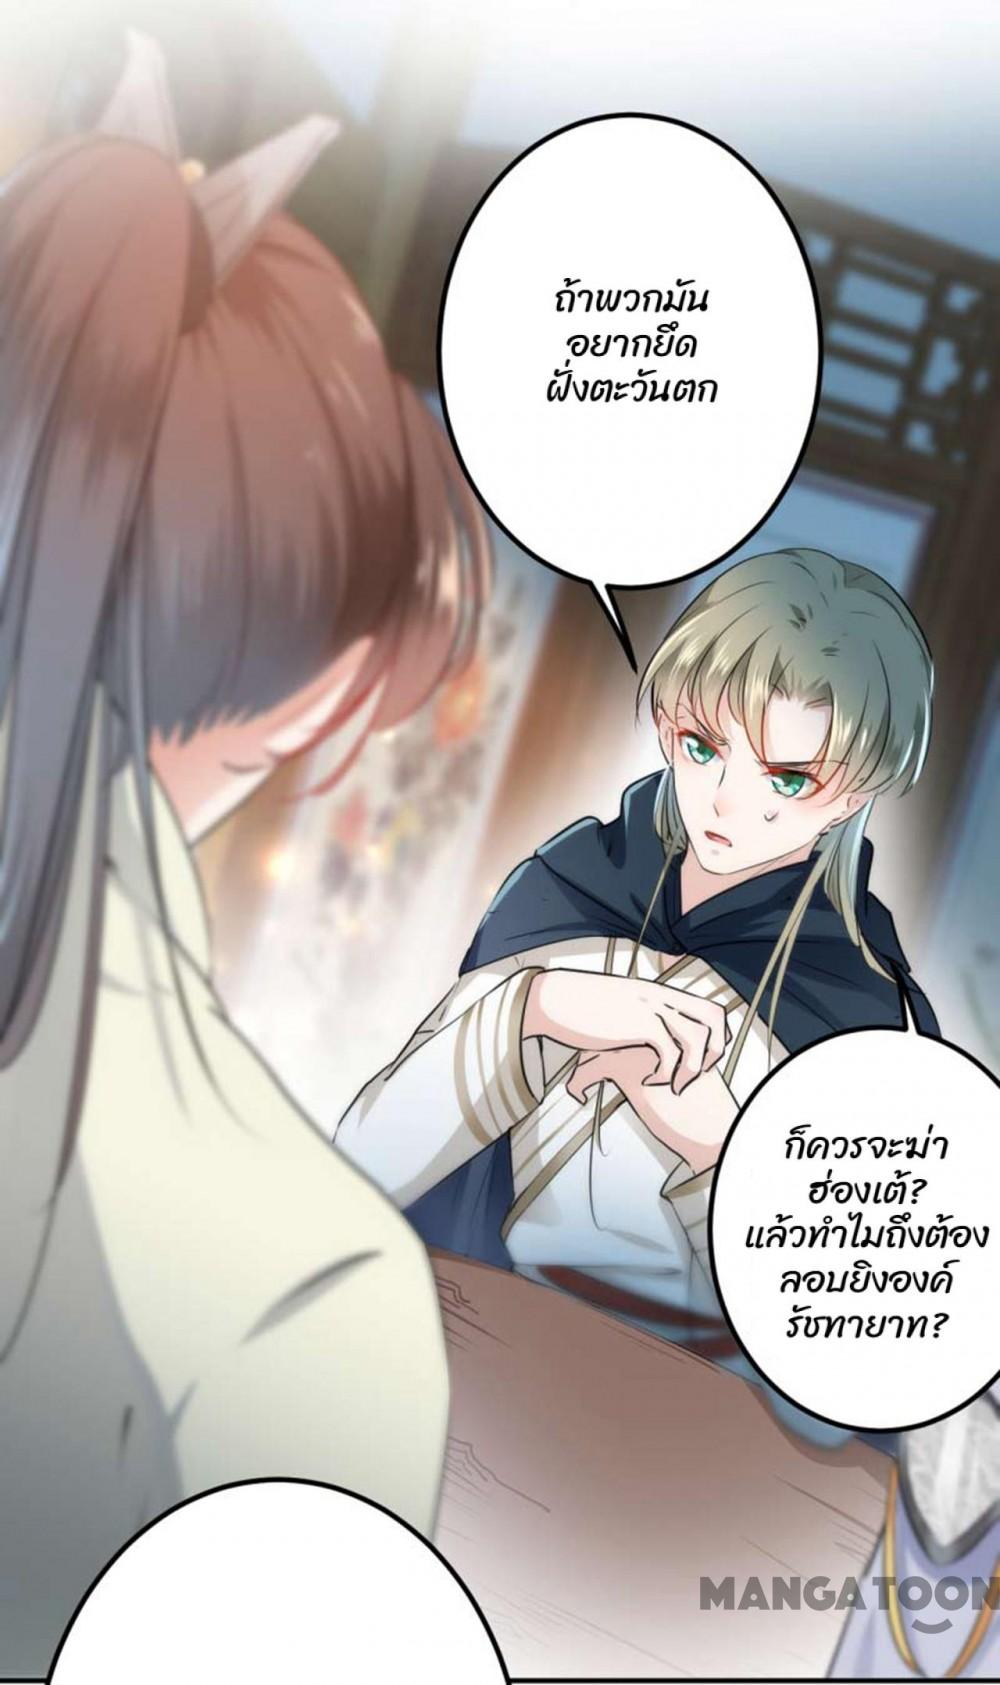 ถ้าพวกมัน
อยากยึด
ฝั่งตะวันตก
ก็ควรจะฆ่า
ฮ่องเต้?
แล้วทำไมถึงต้อง
ลอบยิงองค์
รัชทายาท?
MANGATOON